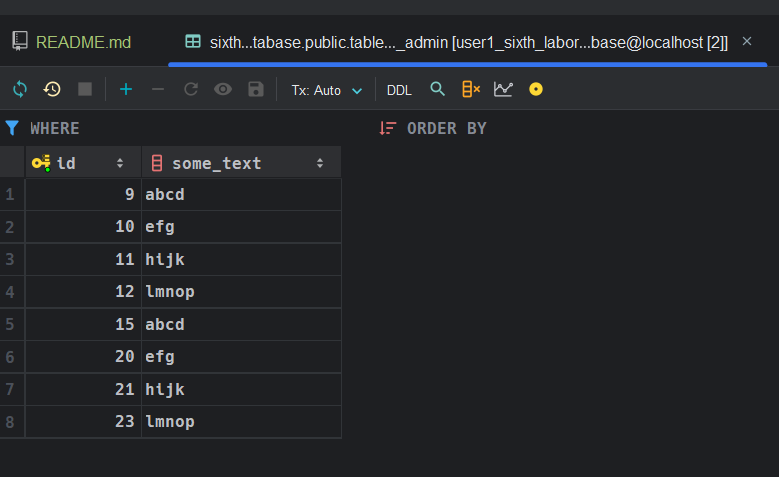 README.md sixth...tabase.public.table..._admin [user1_sixth_labor...base@localhost [2]]
Tx: Auto DDL
WHERE ORDER BY
id some_text
1 9 abcd
2 10 efg
3 11 hijk
4 12 lmnop
5 15 abcd
6 20 efg
7 21 hijk
8 23 lmnop